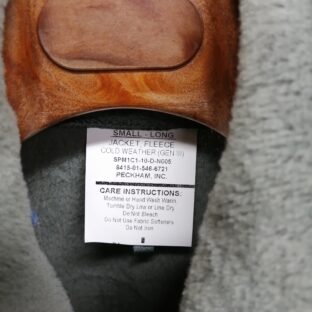 SMALL - LONG
JACKET, FLEECE
COLD WEATHER (GEN III)
SPM1C1-10-D-N005
8415-01-546-6721
PECKHAM, INC.
CARE INSTRUCTIONS.
Machine or Hand Wash Warm.
Tumble Dry Low or Line Dry
Do Not Bleach
Do Not Use Fabric Softeners
Do Not Iron